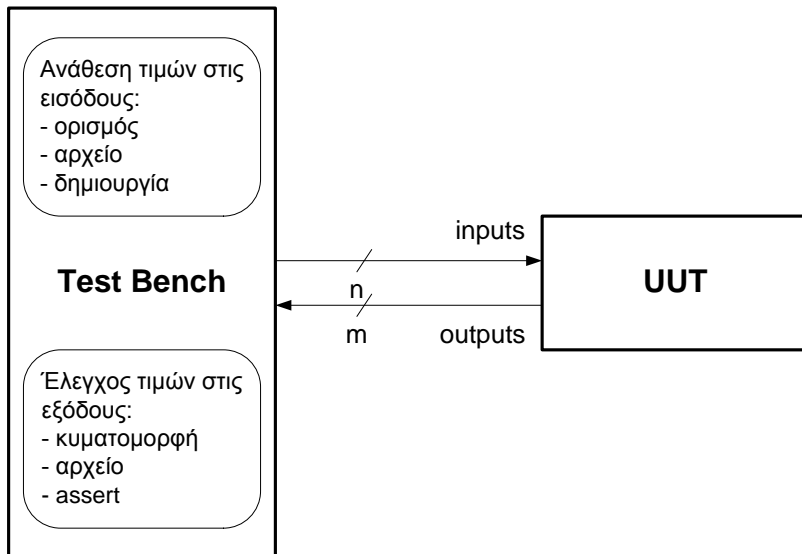 Ανάθεση τιμών στις
εισόδους:
- ορισμός
- αρχείο
- δημιουργία
Test Bench
Έλεγχος τιμών στις
εξόδους:
- κυματομορφή
- αρχείο
- assert
inputs
n
m
outputs
UUT